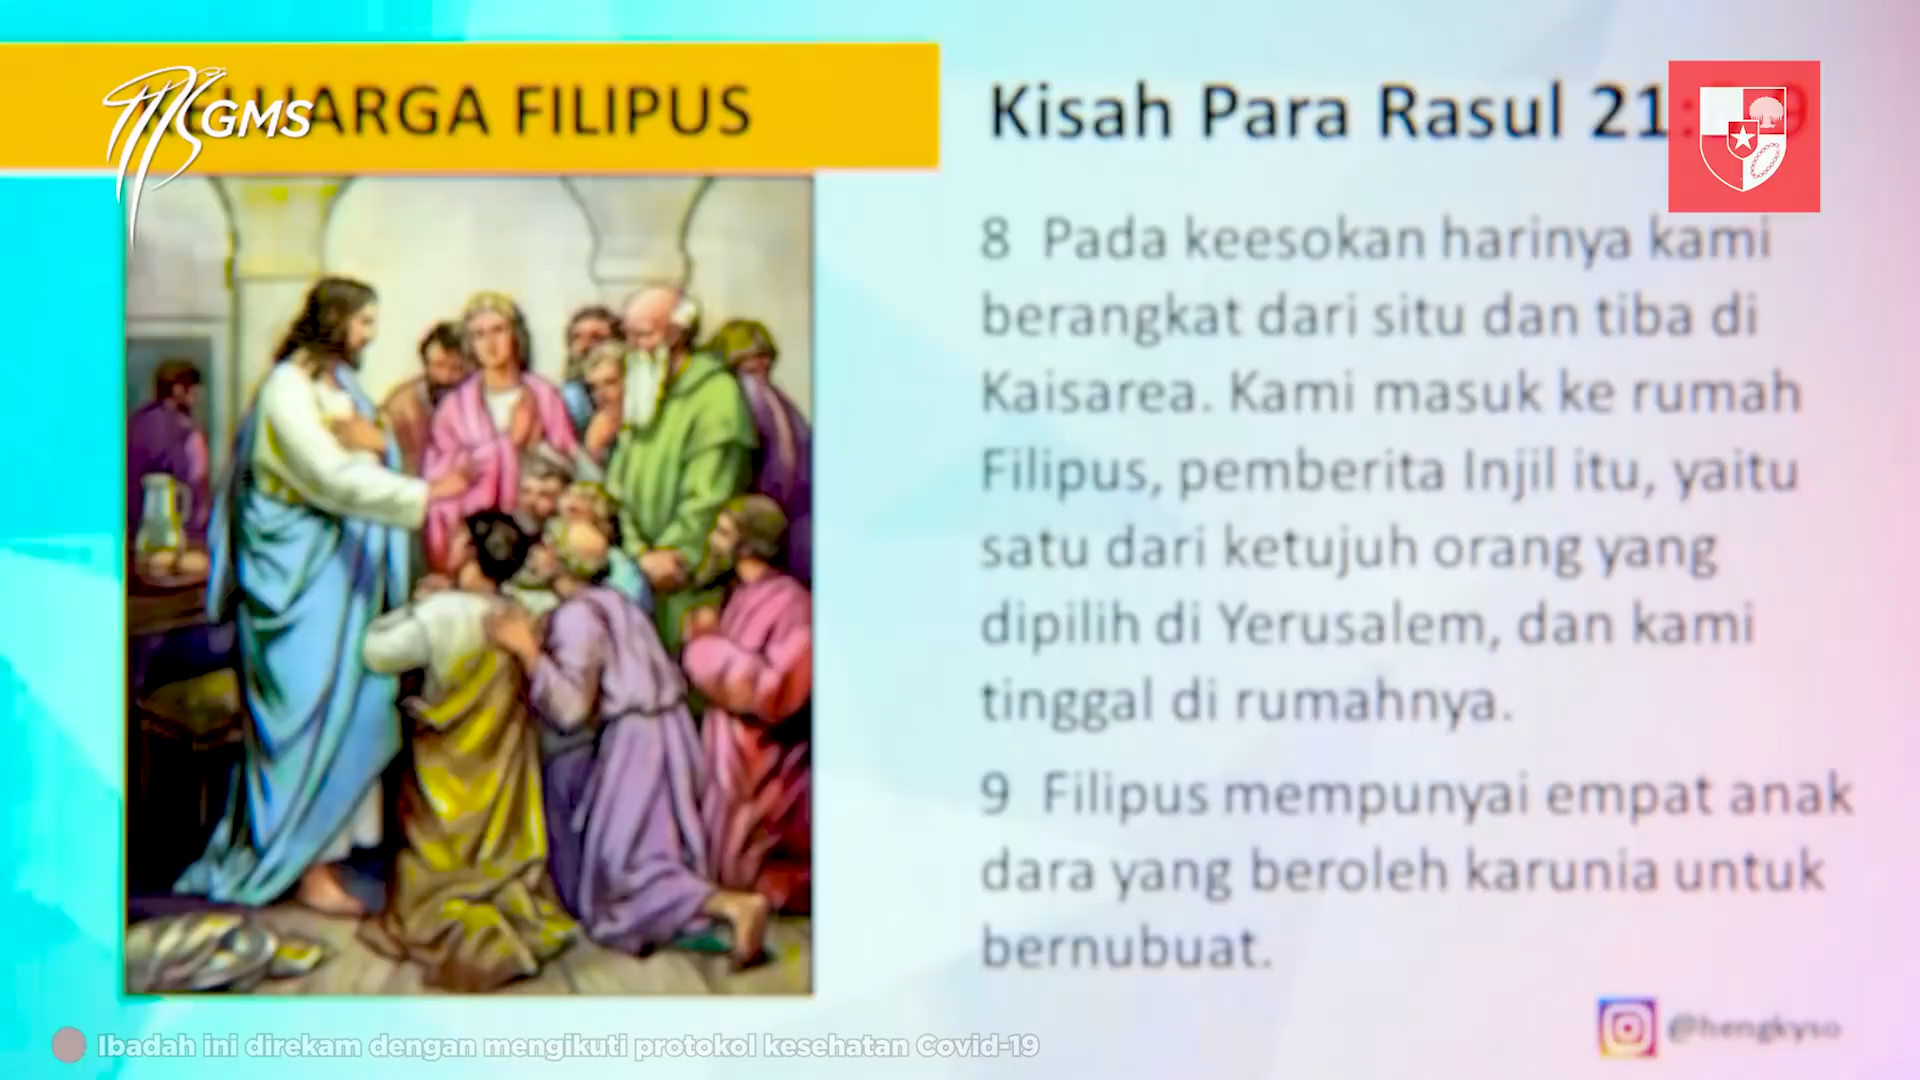 GMS
ARGA FILIPUS
Kisah Para Rasul 21:
8 Pada keesokan harinya kami
berangkat dari situ dan tiba di
Kaisarea. Kami masuk ke rumah
Filipus, pemberita Injil itu, yaitu
satu dari ketujuh orang yang
dipilih di Yerusalem, dan kami
tinggal di rumahnya.
9 Filipus mempunyai empat anak
dara yang beroleh karunia untuk
bernubuat.
@hengkyso
Ibadah ini direkam dengan mengikuti protokol kesehatan Covid-19